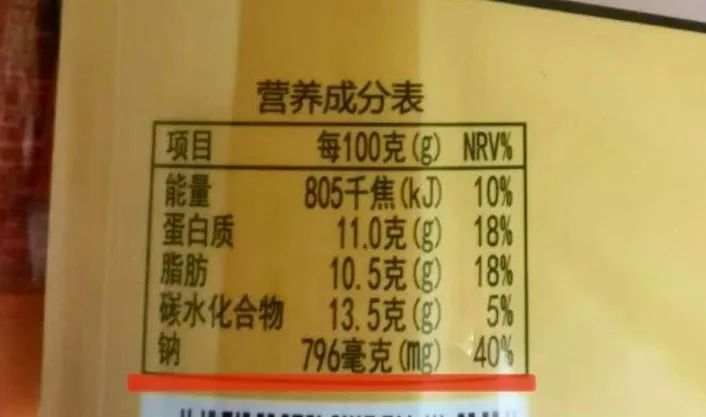 营养成分表
项目 每100克(g) NRV%
能量 805千焦(kJ) 10%
蛋白质 11.0克(g) 18%
脂肪 10.5克(g) 18%
碳水化合物 13.5克(g) 5%
钠 796毫克(mg) 40%